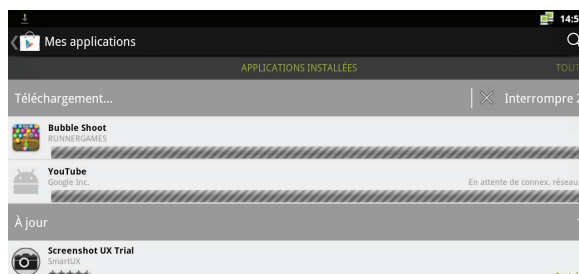 14:5
Mes applications
APPLICATIONS INSTALLÉES
TOUT
Téléchargement...
Interrompre 2
Bubble Shoot
RUNNERGAMES
YouTube
Google Inc.
En attente de connex. réseau
À jour
Screenshot UX Trial
SmartUX